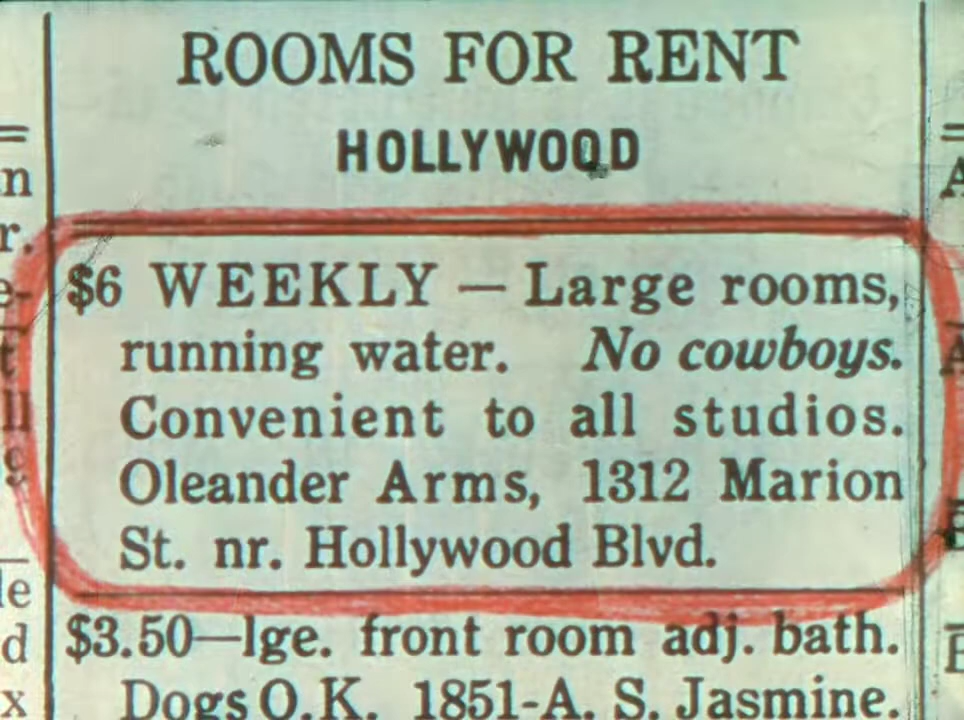 ROOMS FOR RENT
HOLLYWOOD
$6 WEEKLY — Large rooms,
running water. No cowboys.
Convenient to all studios.
Oleander Arms, 1312 Marion
St. nr. Hollywood Blvd.
$3.50—lge. front room adj. bath.
Dogs O.K. 1851-A. S. Jasmine.